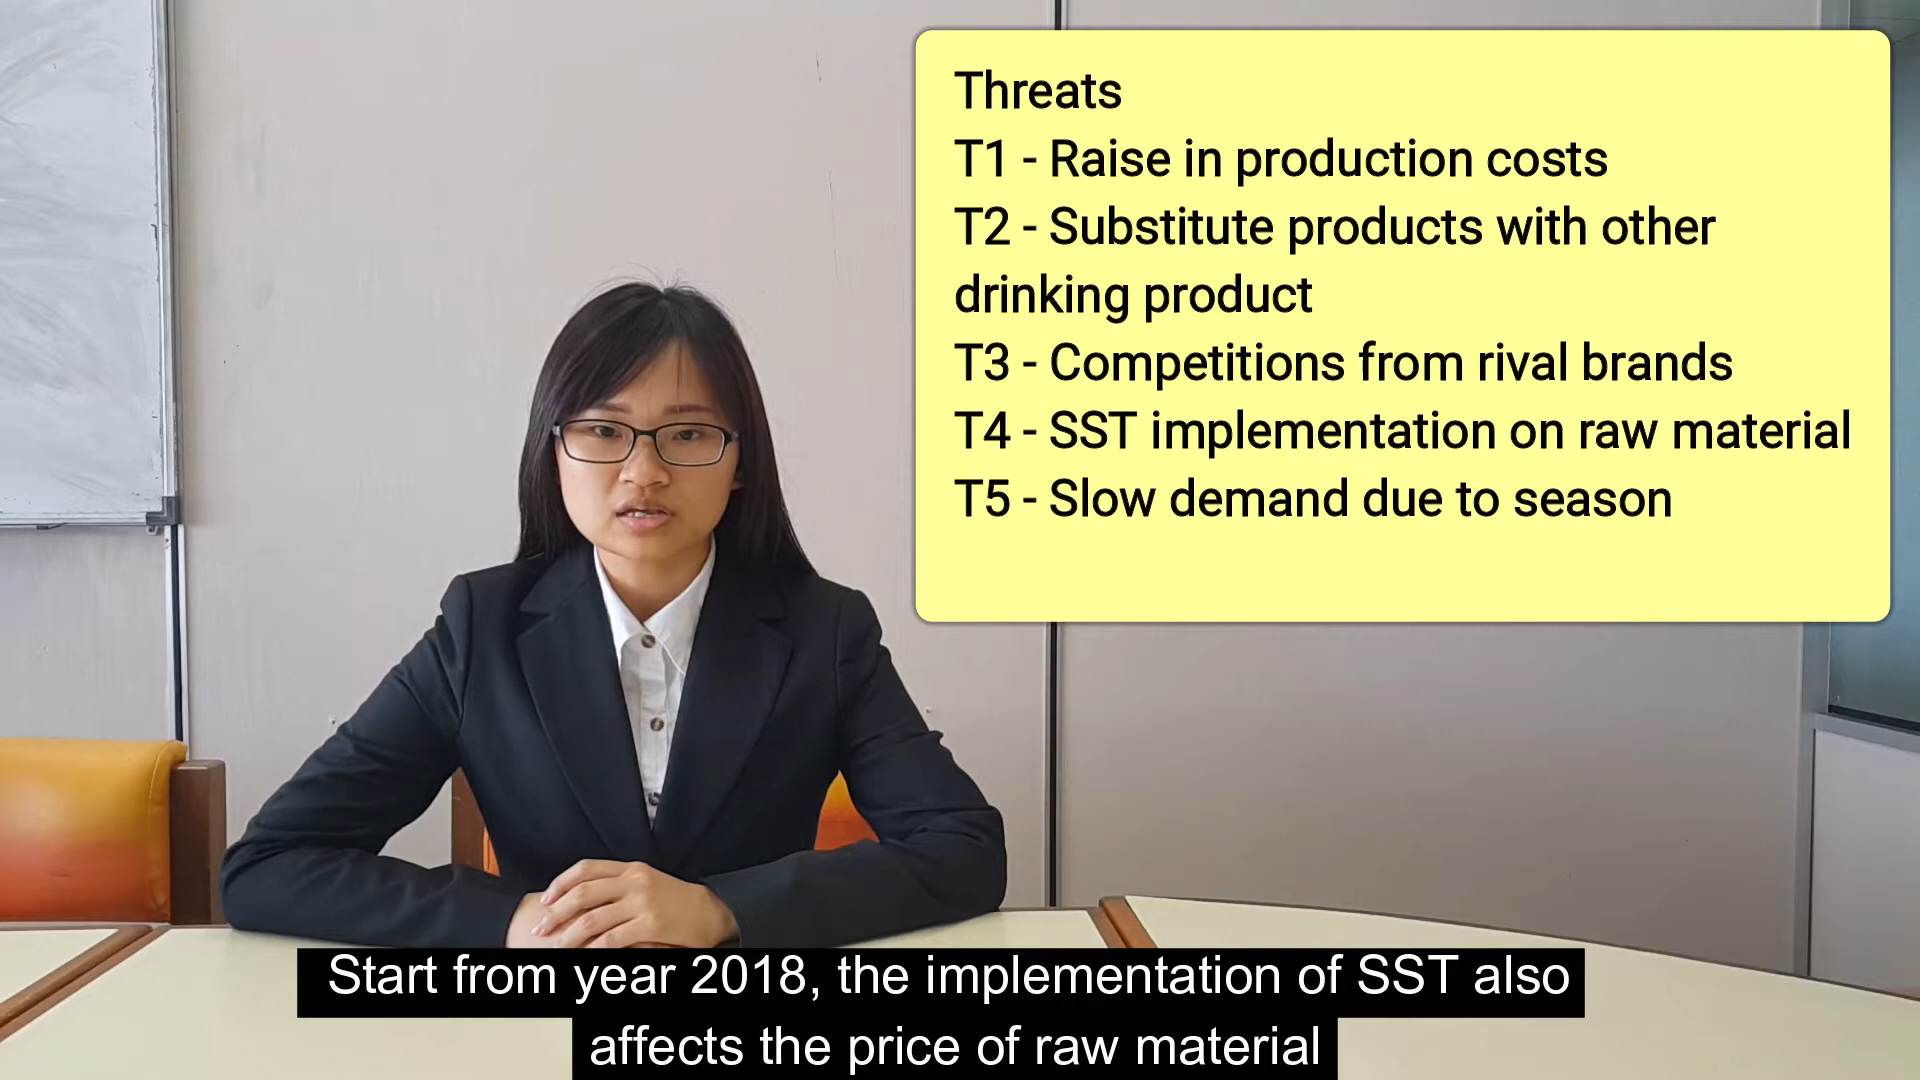 Threats
T1 - Raise in production costs
T2 - Substitute products with other
drinking product
T3 - Competitions from rival brands
T4 - SST implementation on raw material
T5 - Slow demand due to season
Start from year 2018, the implementation of SST also
affects the price of raw material